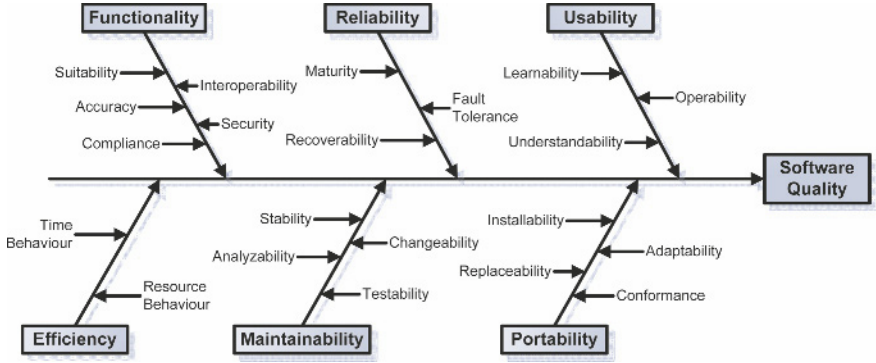 Functionality
Reliability
Usability
Suitability
Interoperability
Accuracy
Security
Compliance
Maturity
Fault
Tolerance
Recoverability
Learnability
Operability
Understandability
Software
Quality
Time
Behaviour
Resource
Behaviour
Stability
Changeability
Analyzability
Testability
Installability
Adaptability
Replaceability
Conformance
Efficiency
Maintainability
Portability